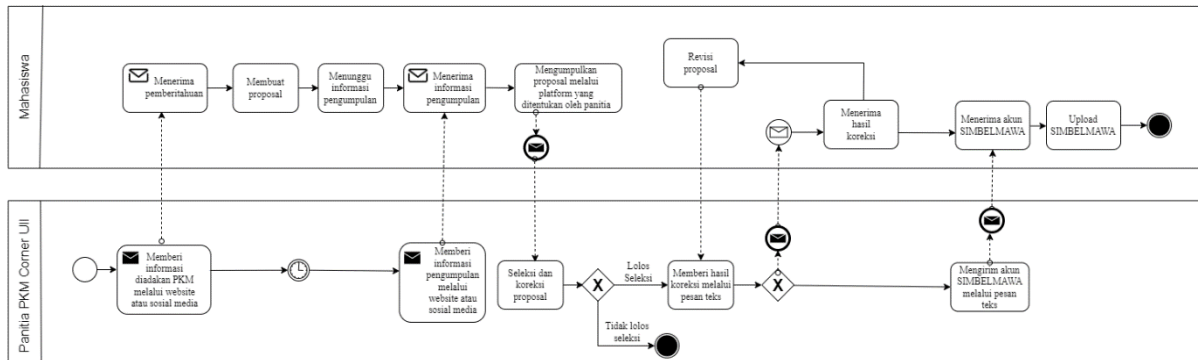 Mahasiswa
Menerima
pemberitahuan
Membuat
proposal
Menunggu
informasi
pengumpulan
Menerima
informasi
pengumpulan
Mengumpulkan
proposal melalui
platform yang
ditentukan oleh panitia
Revisi
proposal
Menerima
hasil
koreksi
Menerima akun
SIMBELMAWA
Upload
SIMBELMAWA
Panitia PKM Corner UII
Memberi
informasi
diadakan PKM
melalui website
atau sosial media
Memberi
informasi
pengumpulan
melalui
website atau
sosial media
Seleksi dan
koreksi
proposal
X
Lolos
Seleksi
Tidak lolos
seleksi
Memberi hasil
koreksi melalui
pesan teks
X
Mengirim akun
SIMBELMAWA
melalui pesan
teks